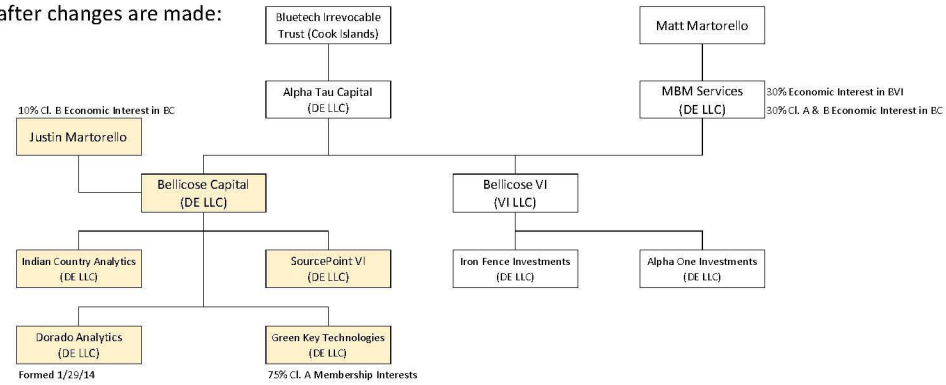 after changes are made:
Bluetech Irrevocable
Trust (Cook Islands)
Matt Martorello
Alpha Tau Capital
(DE LLC)
MBM Services
(DE LLC)
30% Economic Interest in BVI
30% Cl. A & B Economic Interest in BC
10% Cl. B Economic Interest in BC
Justin Martorello
Bellicose Capital
(DE LLC)
Bellicose VI
(VI LLC)
Indian Country Analytics
(DE LLC)
SourcePoint VI
(DE LLC)
Iron Fence Investments
(DE LLC)
Alpha One Investments
(DE LLC)
Dorado Analytics
(DE LLC)
Green Key Technologies
(DE LLC)
Formed 1/29/14
75% Cl. A Membership Interests